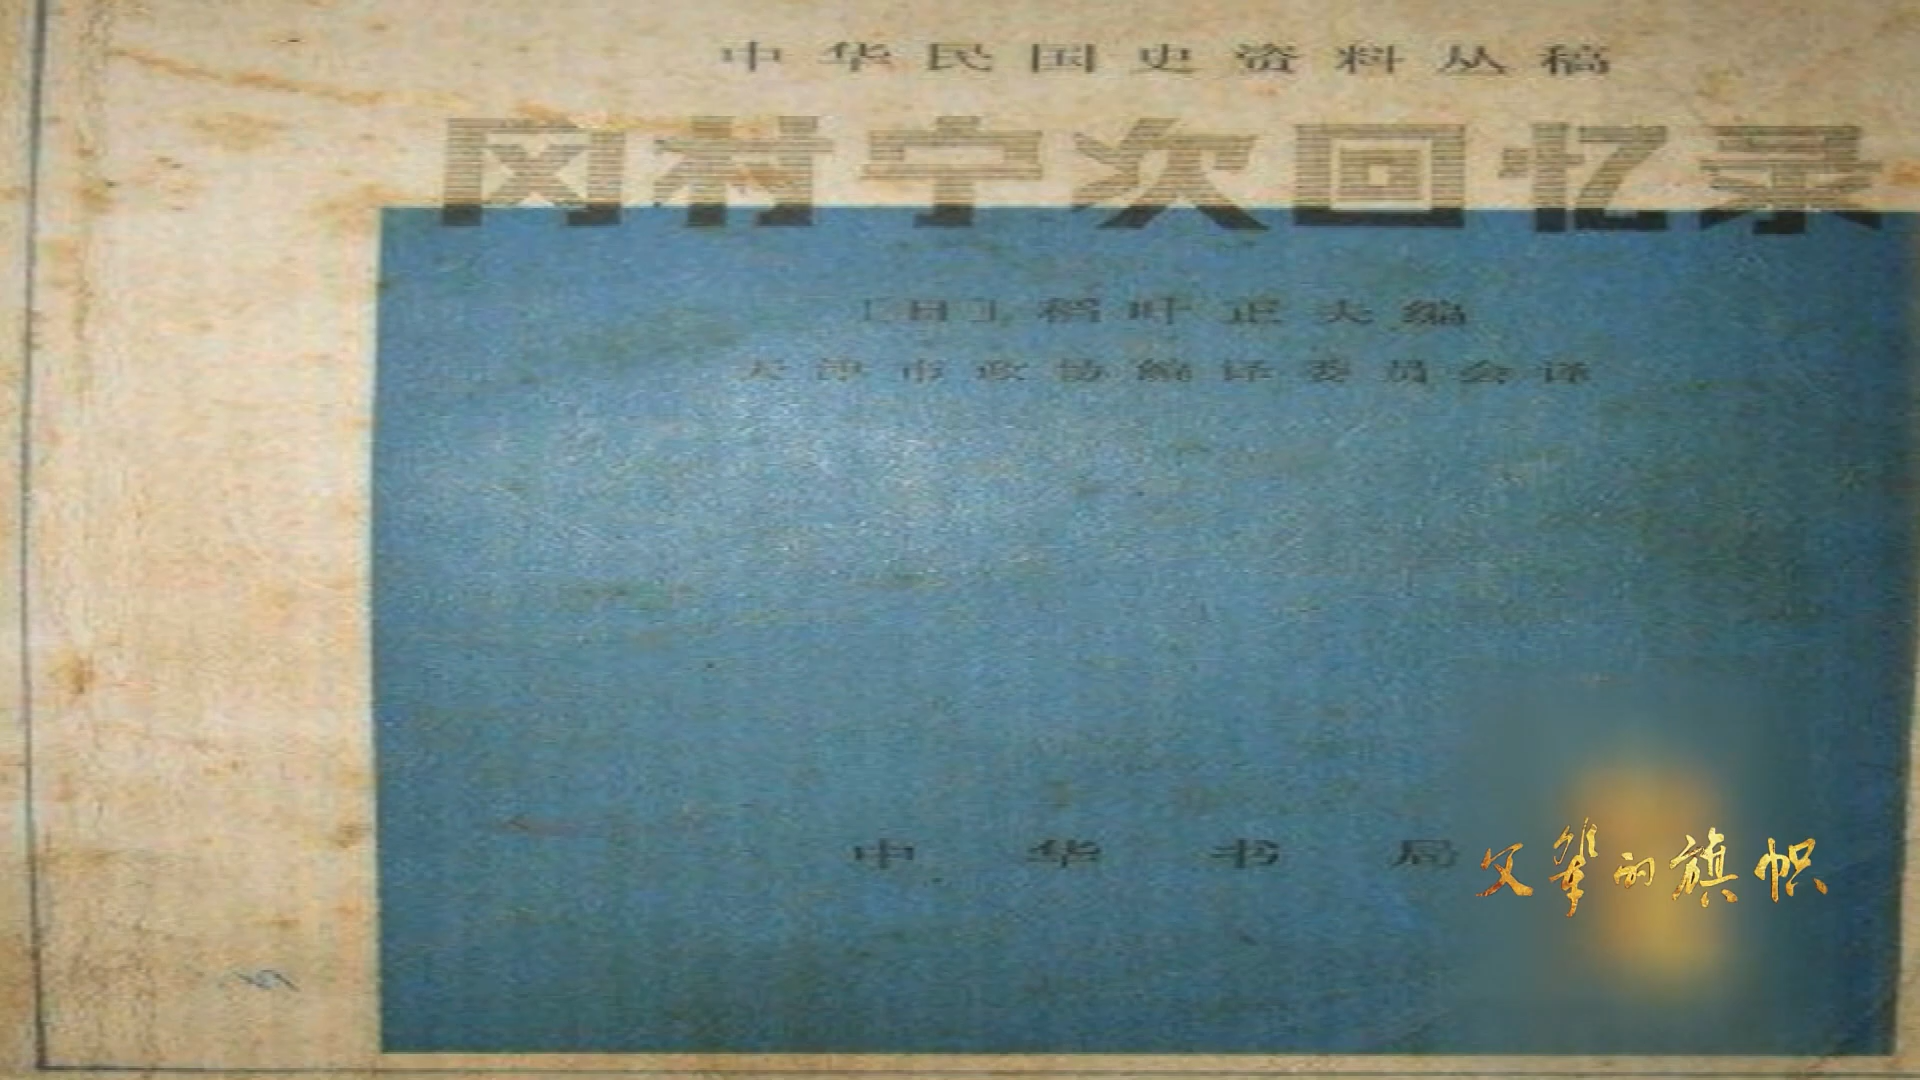 中华民国史资料丛稿
冈村宁次回忆录
[日]稻叶正夫编
天津市政协编译委员会译
中华书局
父辈的旗帜